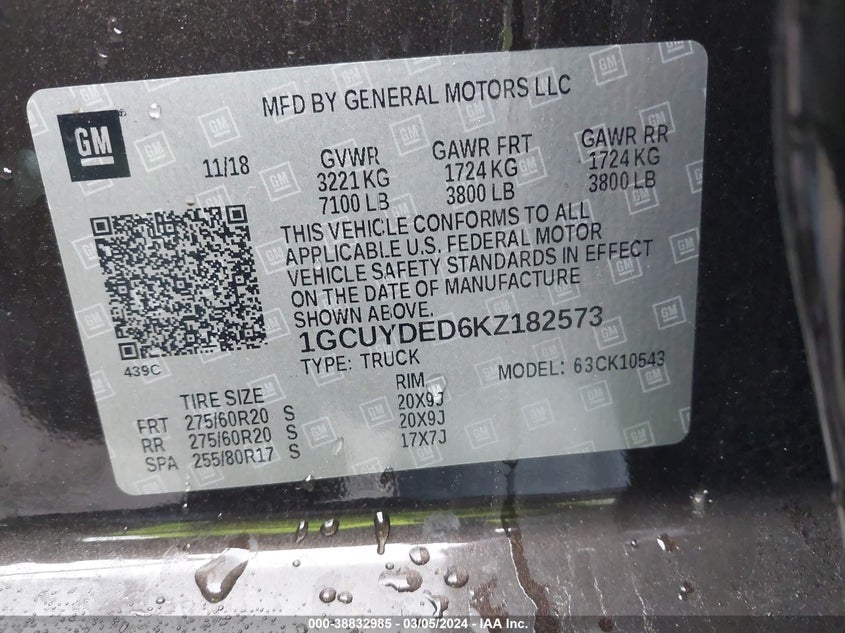 MFD BY GENERAL MOTORS LLC
GM
11/18
GVWR GAWR FRT GAWR RR
3221 KG 1724 KG 1724 KG
7100 LB 3800 LB 3800 LB
THIS VEHICLE CONFORMS TO ALL
APPLICABLE U.S. FEDERAL MOTOR
VEHICLE SAFETY STANDARDS IN EFFECT
ON THE DATE OF MANUFACTURE
SHOWN ABOVE.
1GCUYDED6KZ182573
439C
TYPE: TRUCK MODEL: 63CK10543
TIRE SIZE RIM
FRT 275/60R20 S 20X9J
RR 275/60R20 S 20X9J
SPA 255/80R17 S 17X7J
000-38832985 - 03/05/2024 - IAA Inc.